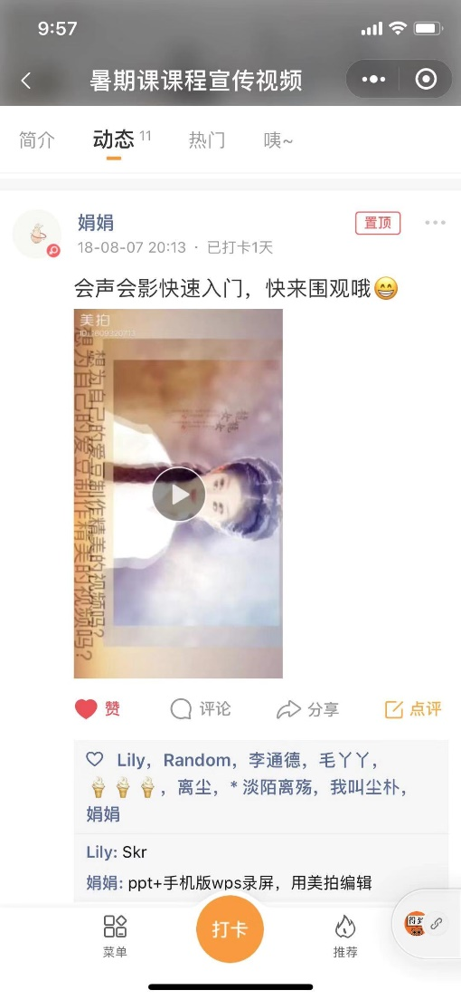 9:57
暑期课课程宣传视频
简介 动态 11 热门 咦~
娟娟 置顶
18-08-07 20:13 · 已打卡1天
会声会影快速入门，快来围观哦😁
美拍
想为自己的爱豆制作精美的视频吗?
想为自己的爱豆制作精美的视频吗?
赞 评论 分享 点评
Lily，Random，李通德，毛丫丫，
🍦🍦🍦，离尘，*淡陌离殇，我叫尘朴，
娟娟
Lily: Skr
娟娟: ppt+手机版wps录屏，用美拍编辑
菜单 打卡 推荐